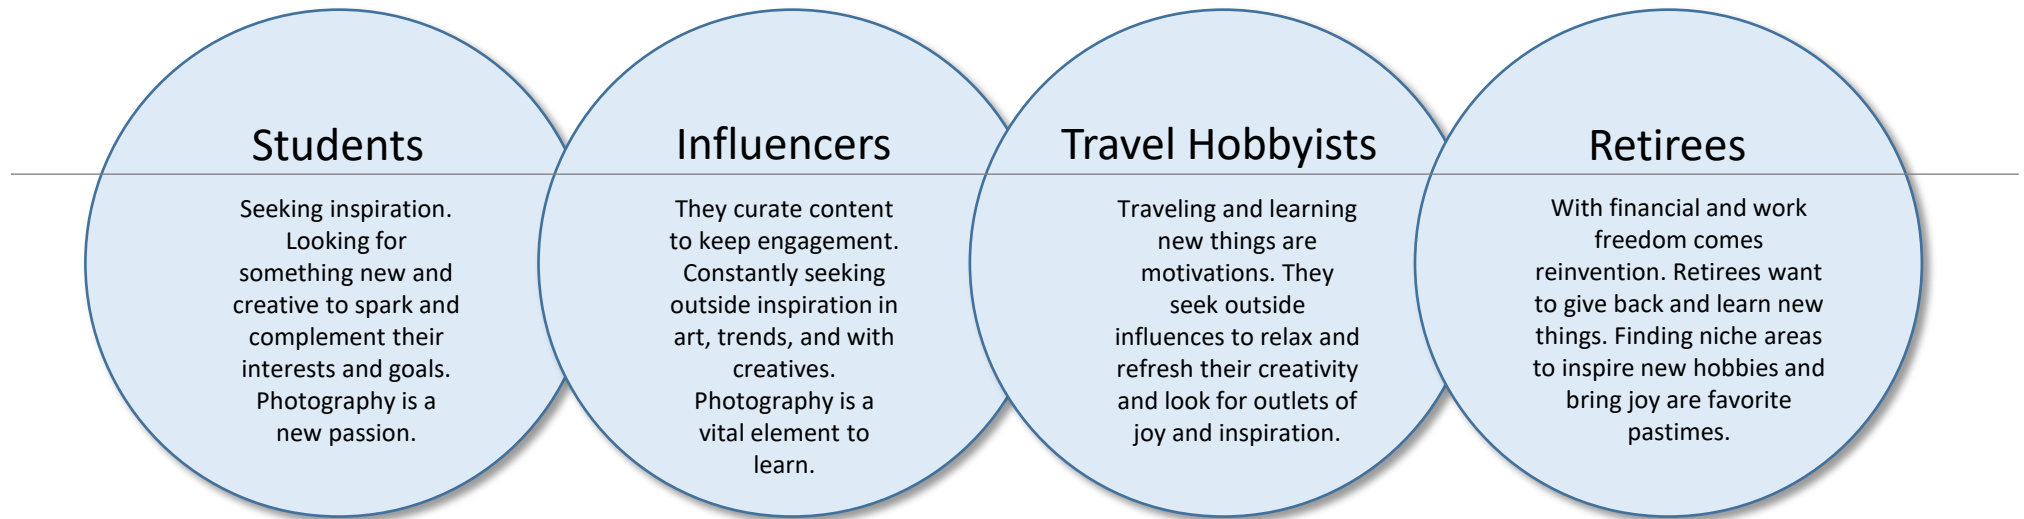 Students
Seeking inspiration.
Looking for
something new and
creative to spark and
complement their
interests and goals.
Photography is a
new passion.
Influencers
They curate content
to keep engagement.
Constantly seeking
outside inspiration in
art, trends, and with
creatives.
Photography is a
vital element to
learn.
Travel Hobbyists
Traveling and learning
new things are
motivations. They
seek outside
influences to relax and
refresh their creativity
and look for outlets of
joy and inspiration.
Retirees
With financial and work
freedom comes
reinvention. Retirees want
to give back and learn new
things. Finding niche areas
to inspire new hobbies and
bring joy are favorite
pastimes.